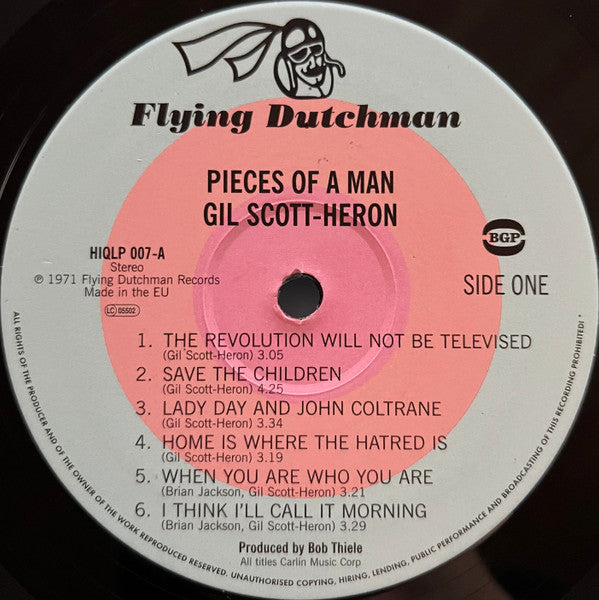 Flying Dutchman
PIECES OF A MAN
GIL SCOTT-HERON
HIQLP 007-A
Stereo
℗ 1971 Flying Dutchman Records
Made in the EU
LC 05502
BGP
SIDE ONE
1. THE REVOLUTION WILL NOT BE TELEVISED
(Gil Scott-Heron) 3.05
2. SAVE THE CHILDREN
(Gil Scott-Heron) 4.25
3. LADY DAY AND JOHN COLTRANE
(Gil Scott-Heron) 3.34
4. HOME IS WHERE THE HATRED IS
(Gil Scott-Heron) 3.19
5. WHEN YOU ARE WHO YOU ARE
(Brian Jackson, Gil Scott-Heron) 3.21
6. I THINK I'LL CALL IT MORNING
(Brian Jackson, Gil Scott-Heron) 3.29
Produced by Bob Thiele
All titles Carlin Music Corp
ALL RIGHTS OF THE PRODUCER AND OF THE OWNER OF THE WORK REPRODUCED RESERVED. UNAUTHORISED COPYING, HIRING, LENDING, PUBLIC PERFORMANCE AND BROADCASTING OF THIS RECORDING PROHIBITED!